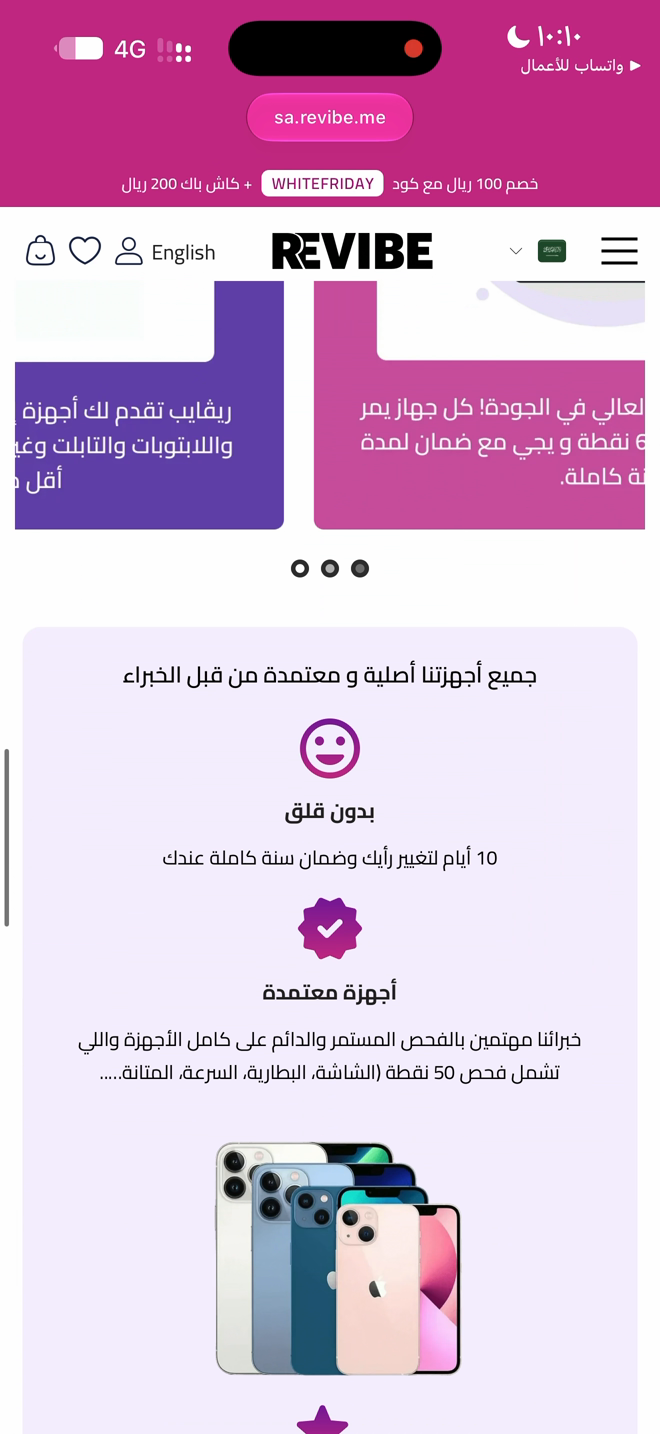 ١٠:١٠
4G
◀ واتساب للأعمال
sa.revibe.me
خصم 100 ريال مع كود WHITEFRIDAY + كاش باك 200 ريال
English
REVIBE
لعالي في الجودة! كل جهاز يمر
6 نقطة و يجي مع ضمان لمدة
كاملة.
ريڤايب تقدم لك أجهزة
واللابتوبات والتابلت
أقل
جميع أجهزتنا أصلية و معتمدة من قبل الخبراء
بدون قلق
10 أيام لتغيير رأيك وضمان سنة كاملة عندك
أجهزة معتمدة
خبرائنا مهتمين بالفحص المستمر والدائم على كامل الأجهزة واللي
تشمل فحص 50 نقطة (الشاشة، البطارية، السرعة، المتانة.....